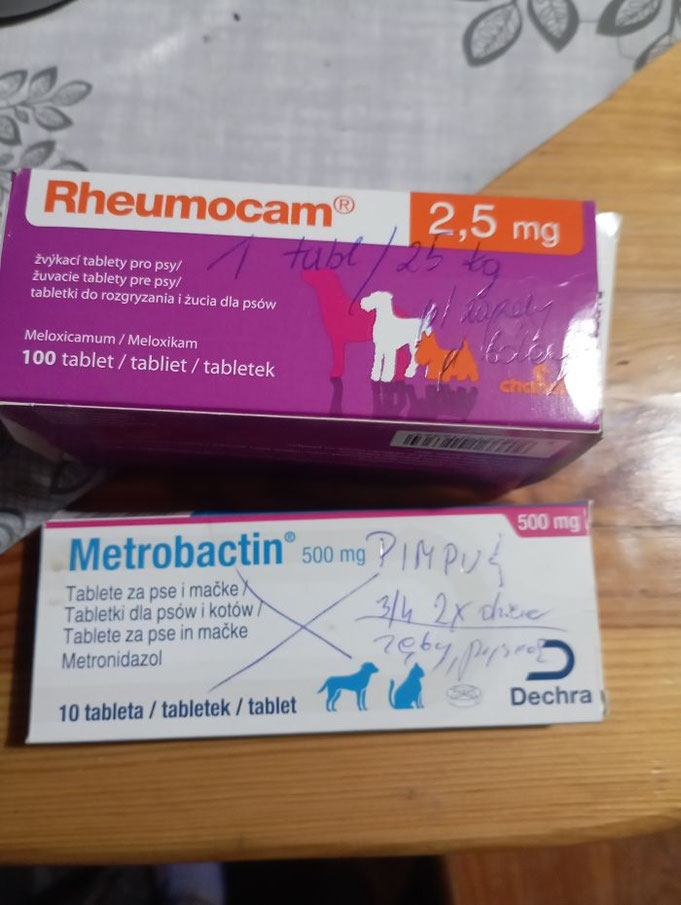 Rheumocam®
2,5 mg
žvýkací tablety pro psy/
žuvacie tablety pre psy/
tabletki do rozgryzania i żucia dla psów
1 tabl/25 kg
Meloxicamum / Meloxikam
100 tablet / tabliet / tabletek
500 mg
Metrobactin® 500 mg
Tablete za pse i mačke /
Tabletki dla psów i kotów /
Tablete za pse in mačke
Metronidazol
10 tableta / tabletek / tablet
3/4 2x
zęby,
Dechra